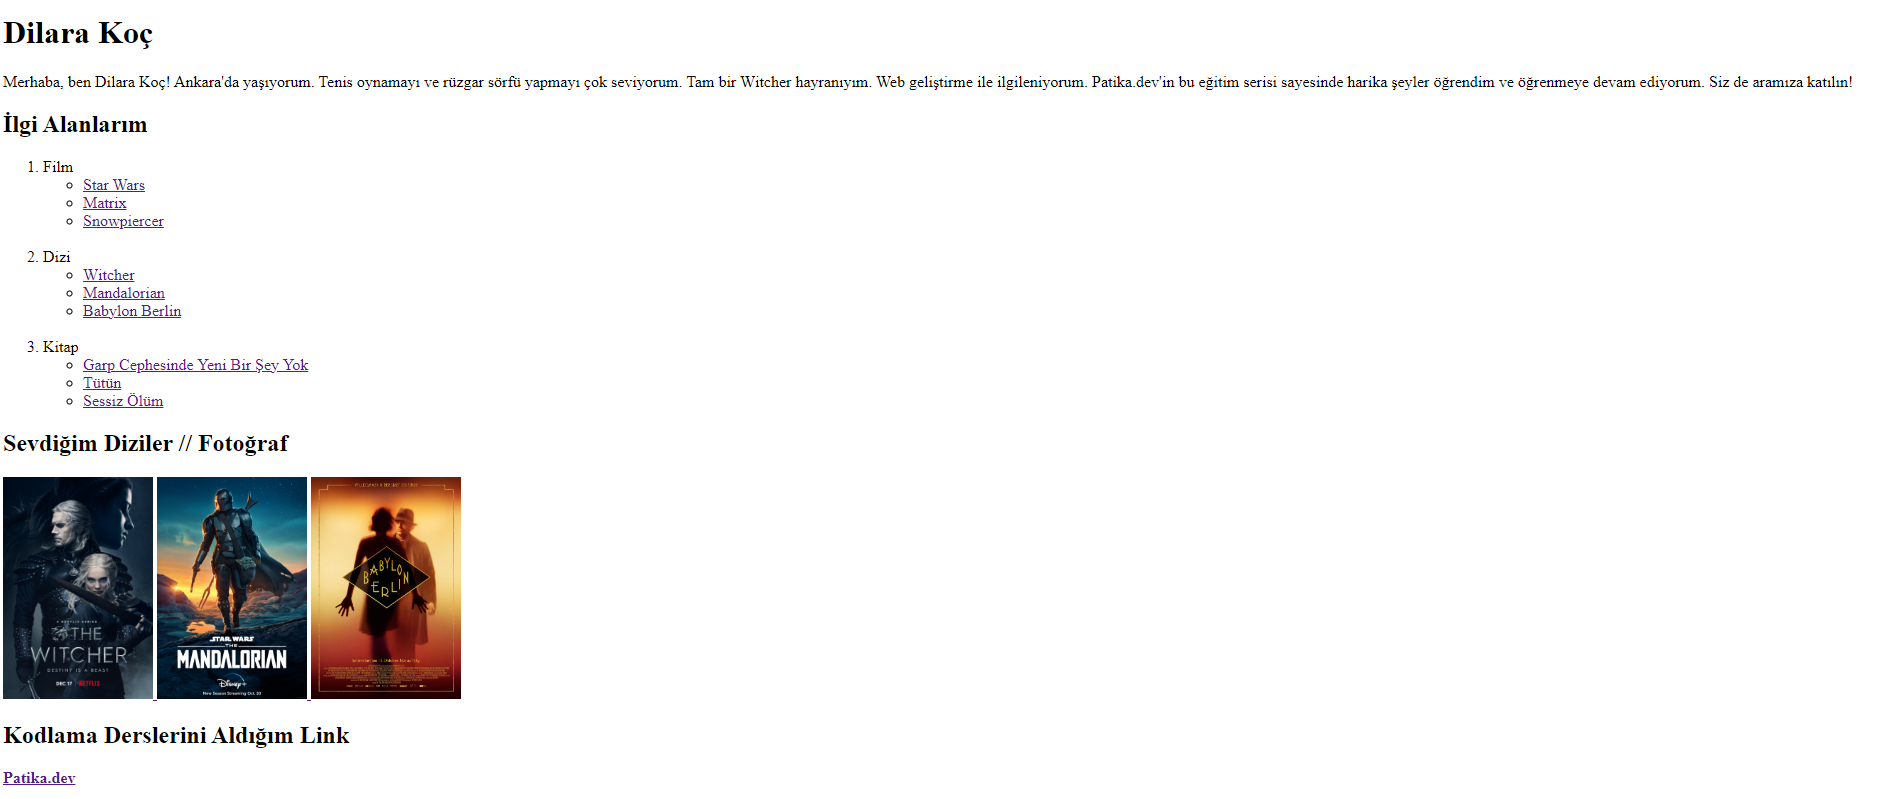 Dilara Koç
Merhaba, ben Dilara Koç! Ankara'da yaşıyorum. Tenis oynamayı ve rüzgar sörfü yapmayı çok seviyorum. Tam bir Witcher hayranıyım. Web geliştirme ile ilgileniyorum. Patika.dev'in bu eğitim serisi sayesinde harika şeyler öğrendim ve öğrenmeye devam ediyorum. Siz de aramıza katılın!
İlgi Alanlarım
1. Film
Star Wars
Matrix
Snowpiercer
2. Dizi
Witcher
Mandalorian
Babylon Berlin
3. Kitap
Garp Cephesinde Yeni Bir Şey Yok
Tütün
Sessiz Ölüm
Sevdiğim Diziler // Fotoğraf
THE
WITCHER
DESTINY IS A BEAST
DEC 17 NETFLIX
STAR WARS
THE
MANDALORIAN
Disney+
New Season Streaming Oct. 30
BABYLON
BERLIN
Kodlama Derslerini Aldığım Link
Patika.dev